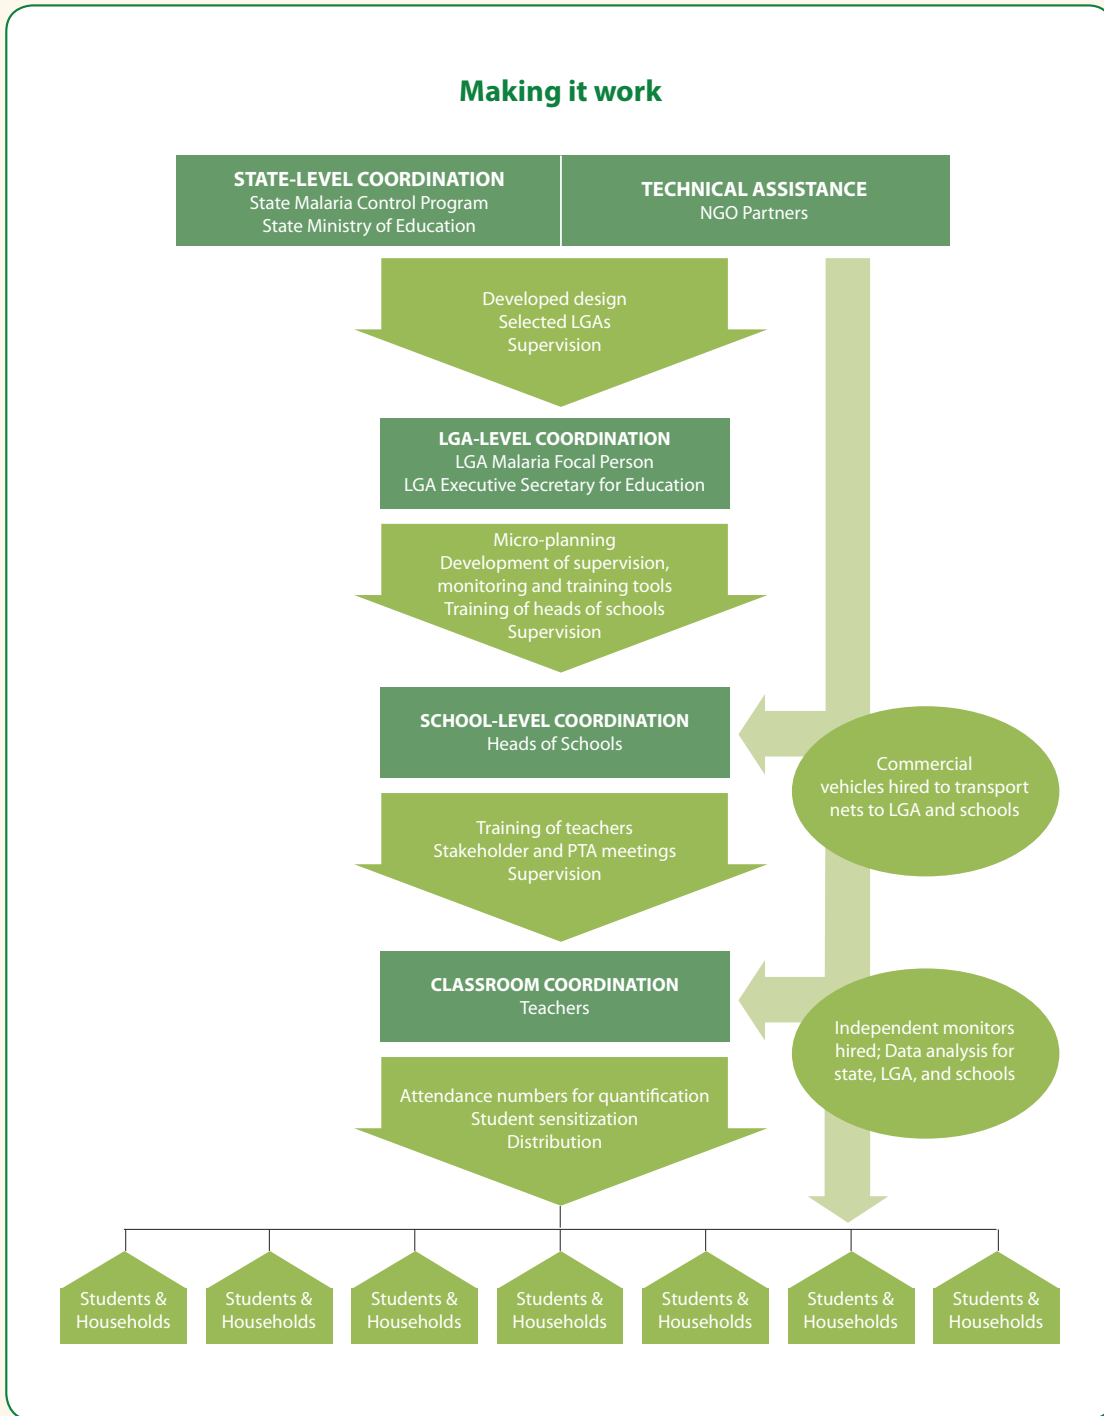 Making it work
STATE-LEVEL COORDINATION
State Malaria Control Program
State Ministry of Education
TECHNICAL ASSISTANCE
NGO Partners
Developed design
Selected LGAs
Supervision
LGA-LEVEL COORDINATION
LGA Malaria Focal Person
LGA Executive Secretary for Education
Micro-planning
Development of supervision,
monitoring and training tools
Training of heads of schools
Supervision
SCHOOL-LEVEL COORDINATION
Heads of Schools
Commercial
vehicles hired to transport
nets to LGA and schools
Training of teachers
Stakeholder and PTA meetings
Supervision
CLASSROOM COORDINATION
Teachers
Independent monitors
hired; Data analysis for
state, LGA, and schools
Attendance numbers for quantification
Student sensitization
Distribution
Students &
Households
Students &
Households
Students &
Households
Students &
Households
Students &
Households
Students &
Households
Students &
Households